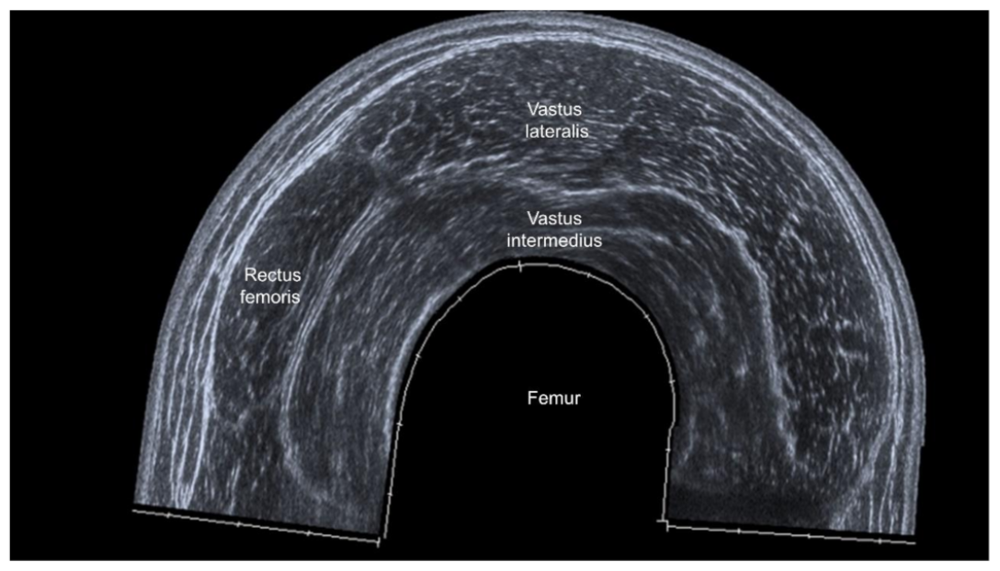 Vastus
lateralis
Vastus
intermedius
Rectus
femoris
Femur